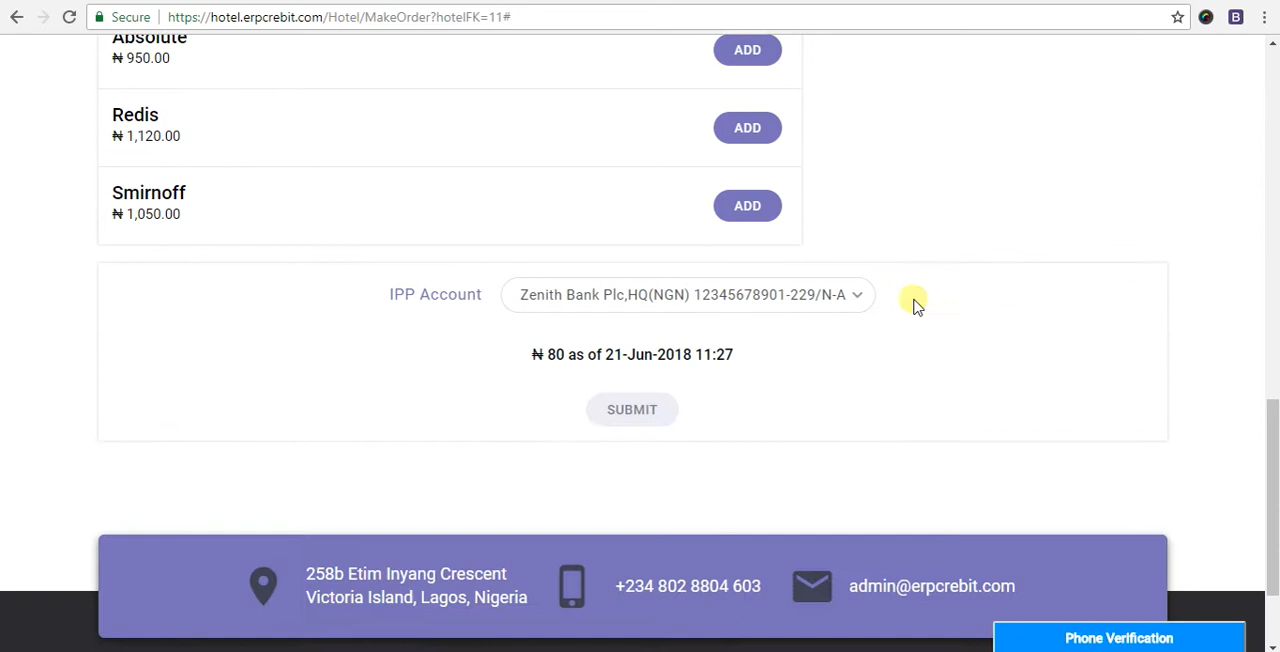 Secure
https://hotel.erpcrebit.com/Hotel/MakeOrder?hotelFK=11#
B
Absolute
₦ 950.00
ADD
Redis
₦ 1,120.00
ADD
Smirnoff
₦ 1,050.00
ADD
IPP Account
Zenith Bank Plc,HQ(NGN) 12345678901-229/N-A
₦ 80 as of 21-Jun-2018 11:27
SUBMIT
258b Etim Inyang Crescent
Victoria Island, Lagos, Nigeria
+234 802 8804 603
admin@erpcrebit.com
Phone Verification